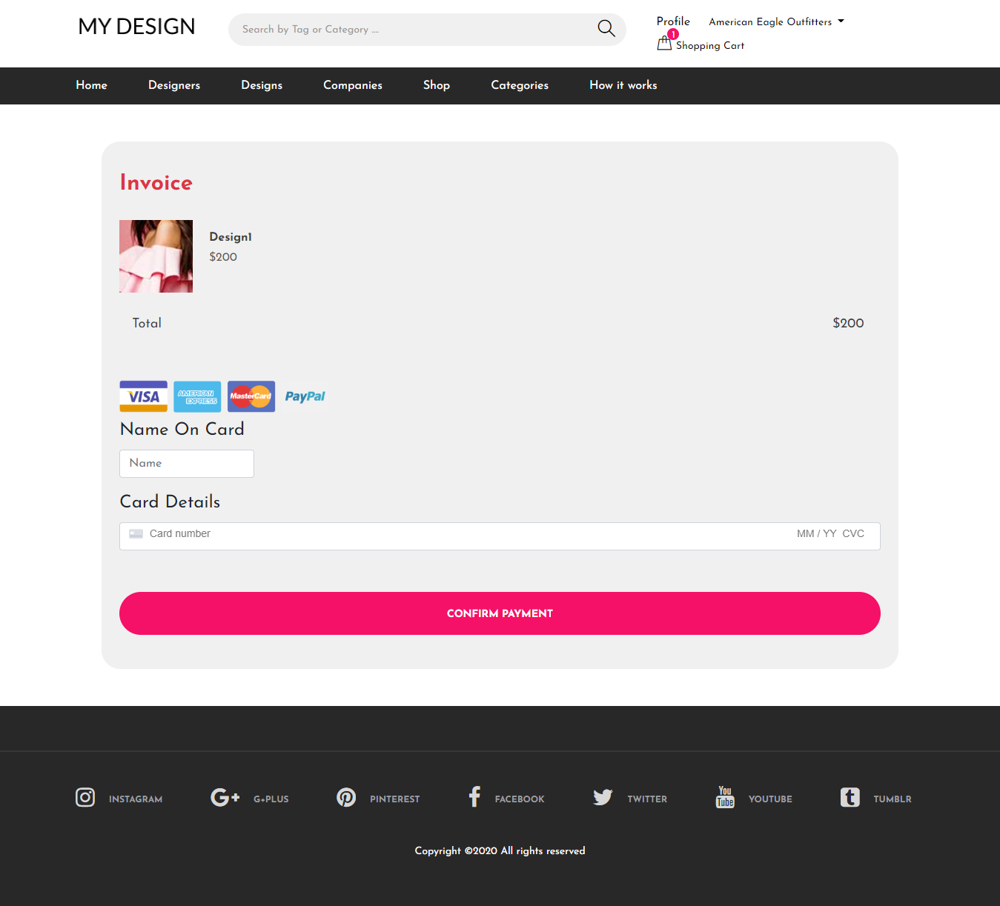 MY DESIGN
Search by Tag or Category ....
Profile
American Eagle Outfitters
1
Shopping Cart
Home Designers Designs Companies Shop Categories How it works
Invoice
Design1
$200
Total $200
VISA AMERICAN EXPRESS MasterCard PayPal
Name On Card
Name
Card Details
Card number MM / YY CVC
CONFIRM PAYMENT
INSTAGRAM G+PLUS PINTEREST FACEBOOK TWITTER You Tube YOUTUBE TUMBLR
Copyright ©2020 All rights reserved